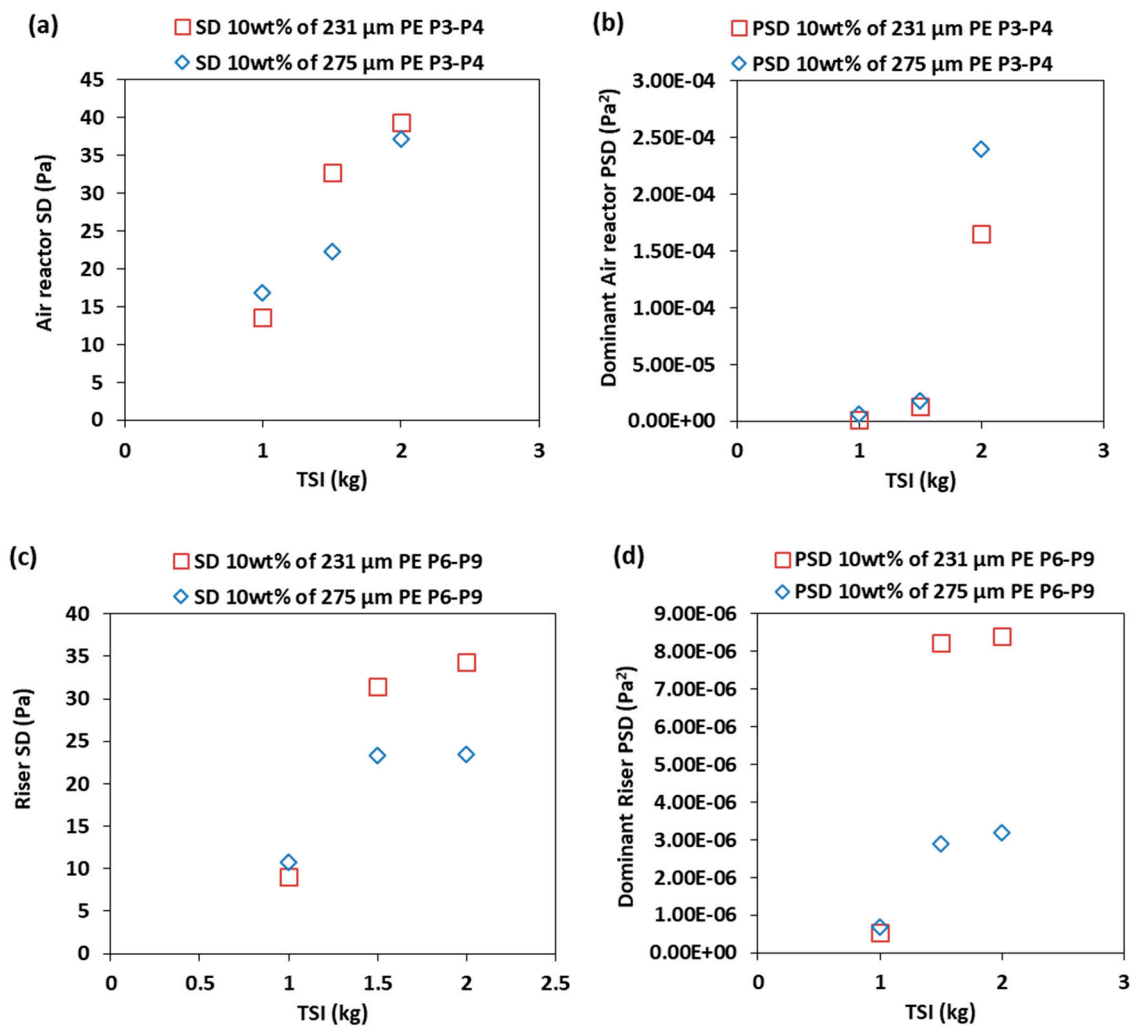 (a)
SD 10wt% of 231 µm PE P3-P4
SD 10wt% of 275 µm PE P3-P4
45
40
35
30
25
20
15
10
5
0
Air reactor SD (Pa)
0 1 2 3
TSI (kg)
(b)
PSD 10wt% of 231 µm PE P3-P4
PSD 10wt% of 275 µm PE P3-P4
3.00E-04
2.50E-04
2.00E-04
1.50E-04
1.00E-04
5.00E-05
0.00E+00
Dominant Air reactor PSD (Pa²)
0 1 2 3
TSI (kg)
(c)
SD 10wt% of 231 µm PE P6-P9
SD 10wt% of 275 µm PE P6-P9
40
35
30
25
20
15
10
5
0
Riser SD (Pa)
0 0.5 1 1.5 2 2.5
TSI (kg)
(d)
PSD 10wt% of 231 µm PE P6-P9
PSD 10wt% of 275 µm PE P6-P9
9.00E-06
8.00E-06
7.00E-06
6.00E-06
5.00E-06
4.00E-06
3.00E-06
2.00E-06
1.00E-06
0.00E+00
Dominant Riser PSD (Pa²)
0 1 2 3
TSI (kg)